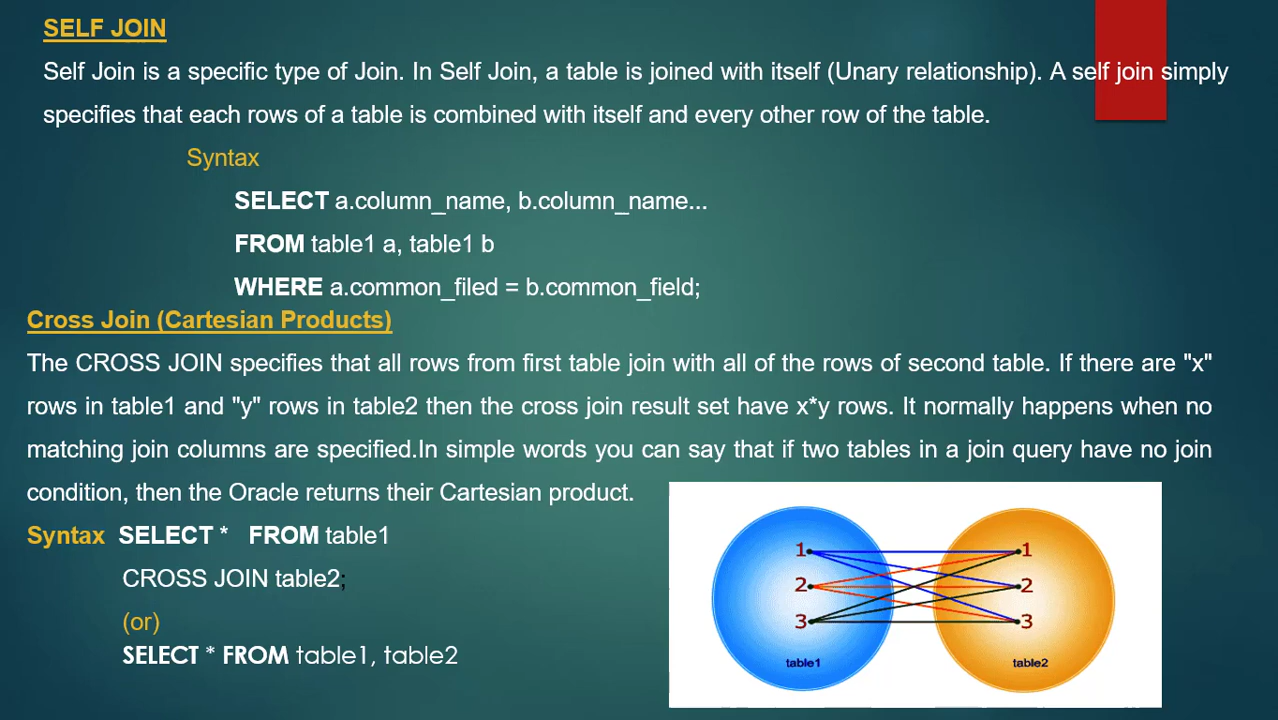 SELF JOIN
Self Join is a specific type of Join. In Self Join, a table is joined with itself (Unary relationship). A self join simply
specifies that each rows of a table is combined with itself and every other row of the table.
Syntax
SELECT a.column_name, b.column_name...
FROM table1 a, table1 b
WHERE a.common_filed = b.common_field;
Cross Join (Cartesian Products)
The CROSS JOIN specifies that all rows from first table join with all of the rows of second table. If there are "x"
rows in table1 and "y" rows in table2 then the cross join result set have x*y rows. It normally happens when no
matching join columns are specified.In simple words you can say that if two tables in a join query have no join
condition, then the Oracle returns their Cartesian product.
Syntax SELECT * FROM table1
CROSS JOIN table2;
(or)
SELECT * FROM table1, table2
1 1
2 2
3 3
table1 table2